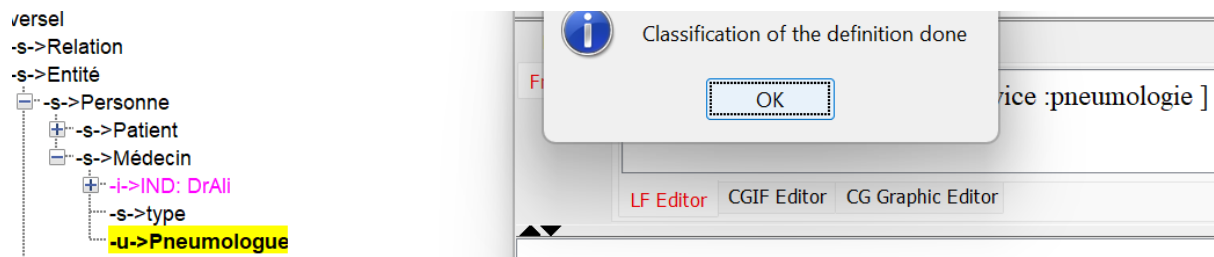 versel
-s->Relation
-s->Entité
-s->Personne
-s->Patient
-s->Médecin
-i->IND: DrAli
-s->type
-u->Pneumologue
Classification of the definition done
OK
vice :pneumologie ]
LF Editor CGIF Editor CG Graphic Editor